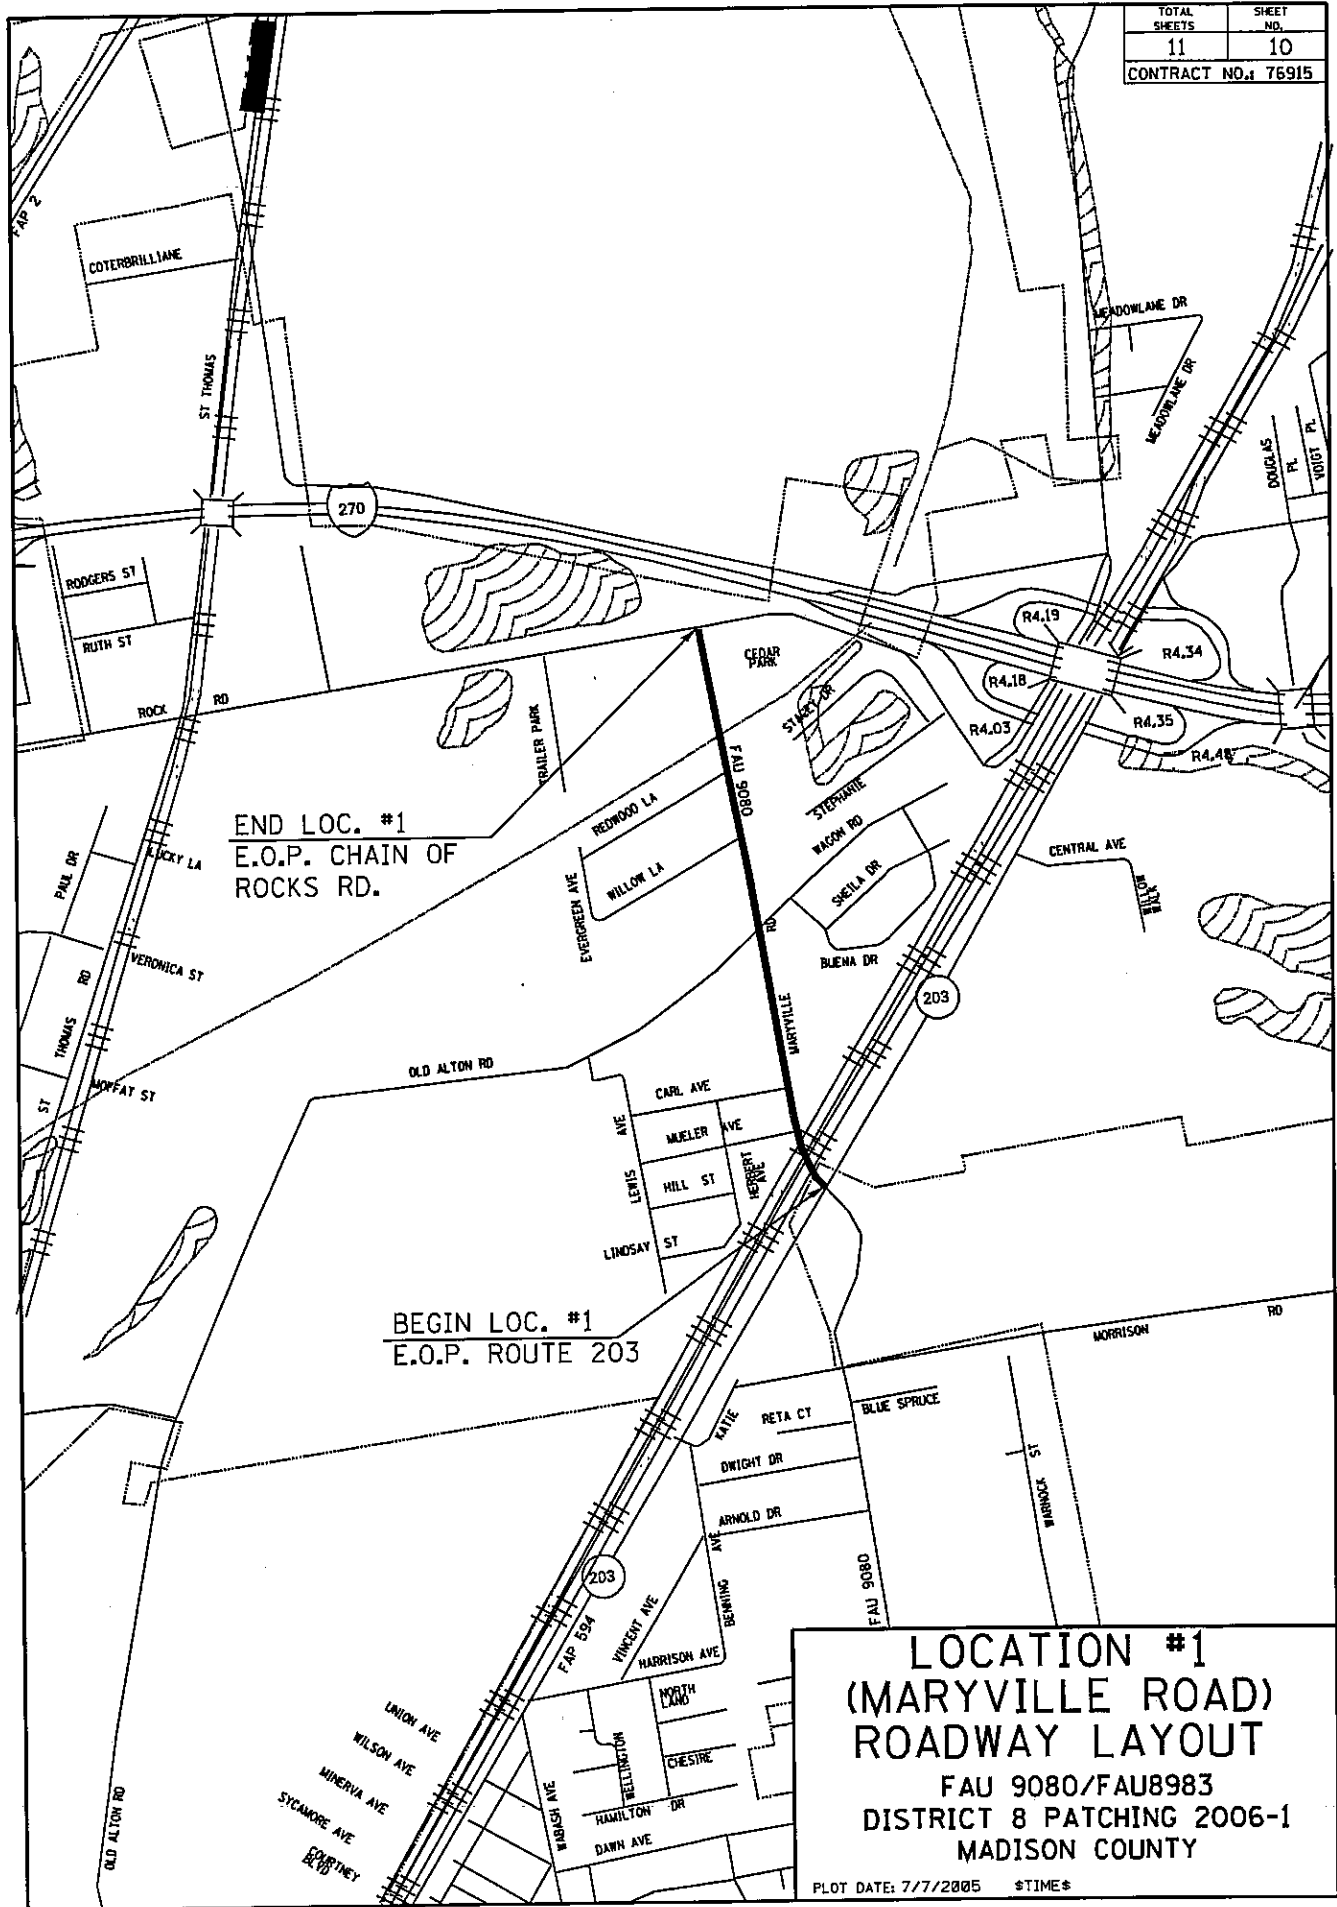 TOTAL SHEETS
SHEET NO.
11
10
CONTRACT NO.: 76915
FAP 2
COTERBRILLIANE
ST THOMAS
MEADOWLANE DR
MEADOWLANE DR
DOUGLAS PL
VOIGT PL
270
RODGERS ST
RUTH ST
ROCK RD
R4.19
R4.34
R4.18
R4.35
R4.03
R4.48
CEDAR PARK
STACEY DR
TRAILER PARK
FAU 9080
REDWOOD LA
WILLOW LA
EVERGREEN AVE
STEPHANIE
WAGON RD
SHEILA DR
BUENA DR
CENTRAL AVE
WILLOW WALK
END LOC. #1
E.O.P. CHAIN OF
ROCKS RD.
PAUL DR
LUCKY LA
VERONICA ST
ST THOMAS RD
MOFFAT ST
MARYVILLE RD
203
OLD ALTON RD
CARL AVE
MUELER AVE
HILL ST
HERBERT AVE
LEWIS AVE
LINDSAY ST
BEGIN LOC. #1
E.O.P. ROUTE 203
MORRISON RD
KATIE
RETA CT
BLUE SPRUCE
DWIGHT DR
ARNOLD DR
WARNOCK ST
BENNING AVE
FAU 9080
203
FAP 594
VINCENT AVE
HARRISON AVE
NORTH LAND
WELLINGTON
CHESIRE
HAMILTON DR
DAWN AVE
WABASH AVE
UNION AVE
WILSON AVE
MINERVA AVE
SYCAMORE AVE
COURTNEY BLVD
OLD ALTON RD
LOCATION #1
(MARYVILLE ROAD)
ROADWAY LAYOUT
FAU 9080/FAU8983
DISTRICT 8 PATCHING 2006-1
MADISON COUNTY
PLOT DATE: 7/7/2005 $TIME$